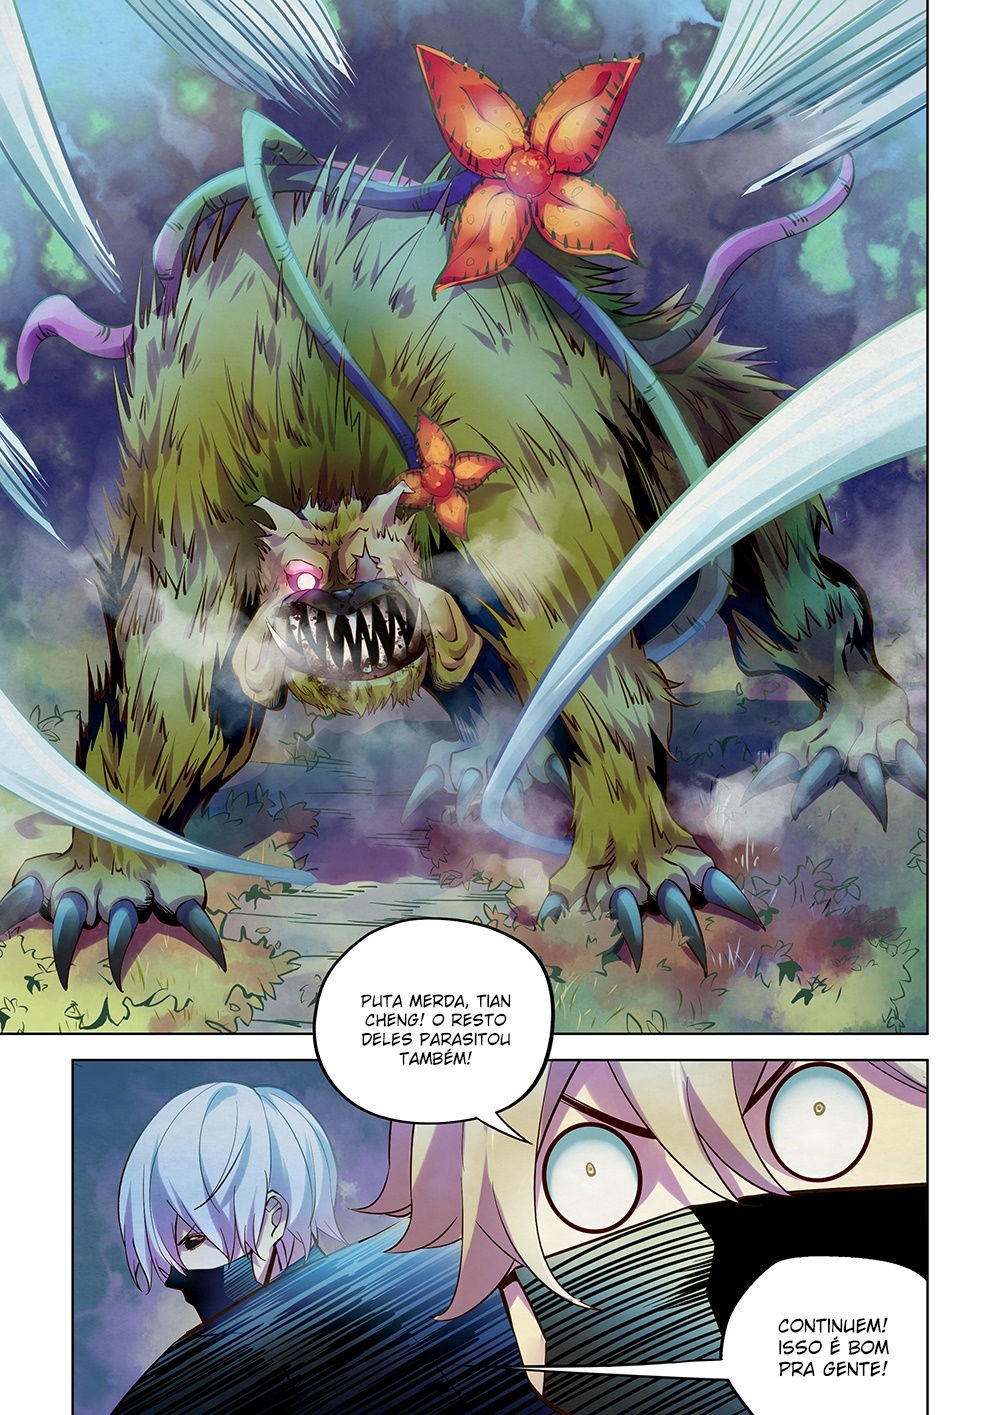 PUTA MERDA, TIAN
CHENG! O RESTO
DELES PARASITOU
TAMBÉM!
CONTINUEM!
ISSO É BOM
PRA GENTE!